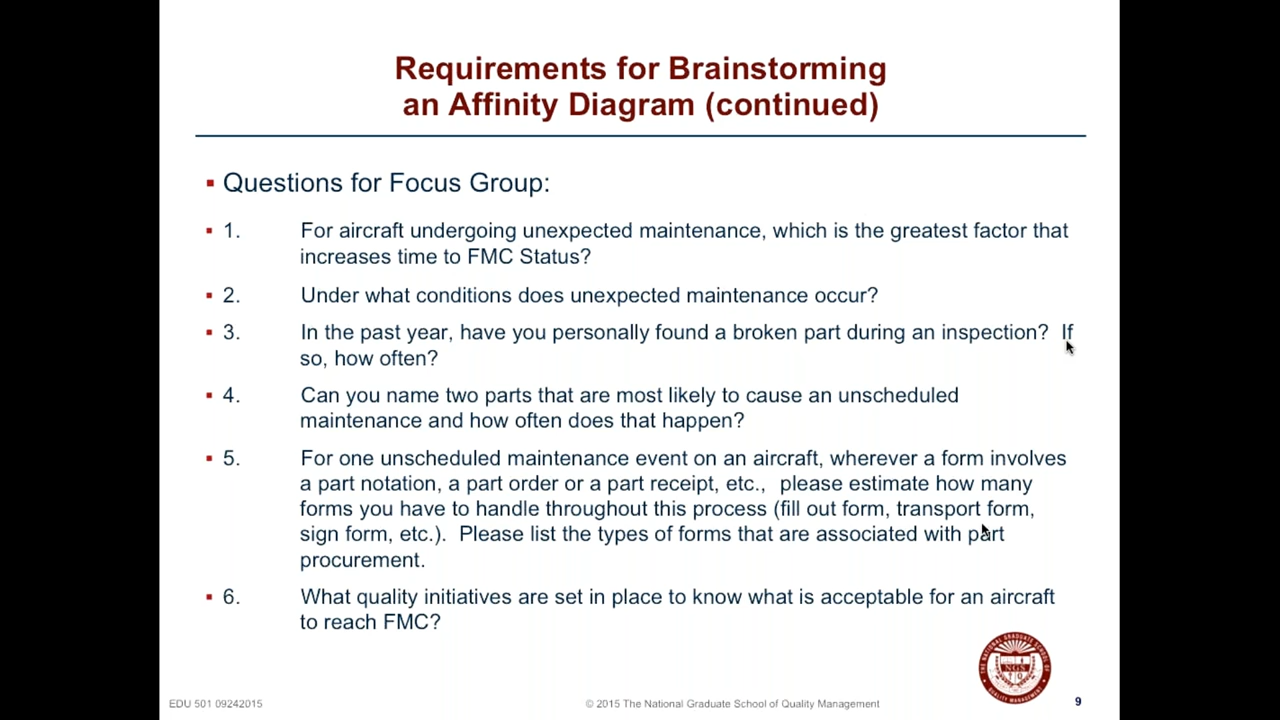 Requirements for Brainstorming
an Affinity Diagram (continued)
▪ Questions for Focus Group:
▪ 1. For aircraft undergoing unexpected maintenance, which is the greatest factor that
increases time to FMC Status?
▪ 2. Under what conditions does unexpected maintenance occur?
▪ 3. In the past year, have you personally found a broken part during an inspection?  If
so, how often?
▪ 4. Can you name two parts that are most likely to cause an unscheduled
maintenance and how often does that happen?
▪ 5. For one unscheduled maintenance event on an aircraft, wherever a form involves
a part notation, a part order or a part receipt, etc.,  please estimate how many
forms you have to handle throughout this process (fill out form, transport form,
sign form, etc.).  Please list the types of forms that are associated with part
procurement.
▪ 6. What quality initiatives are set in place to know what is acceptable for an aircraft
to reach FMC?
THE NATIONAL GRADUATE SCHOOL OF QUALITY MANAGEMENT
NGS
EDU 501 09242015
© 2015 The National Graduate School of Quality Management
9